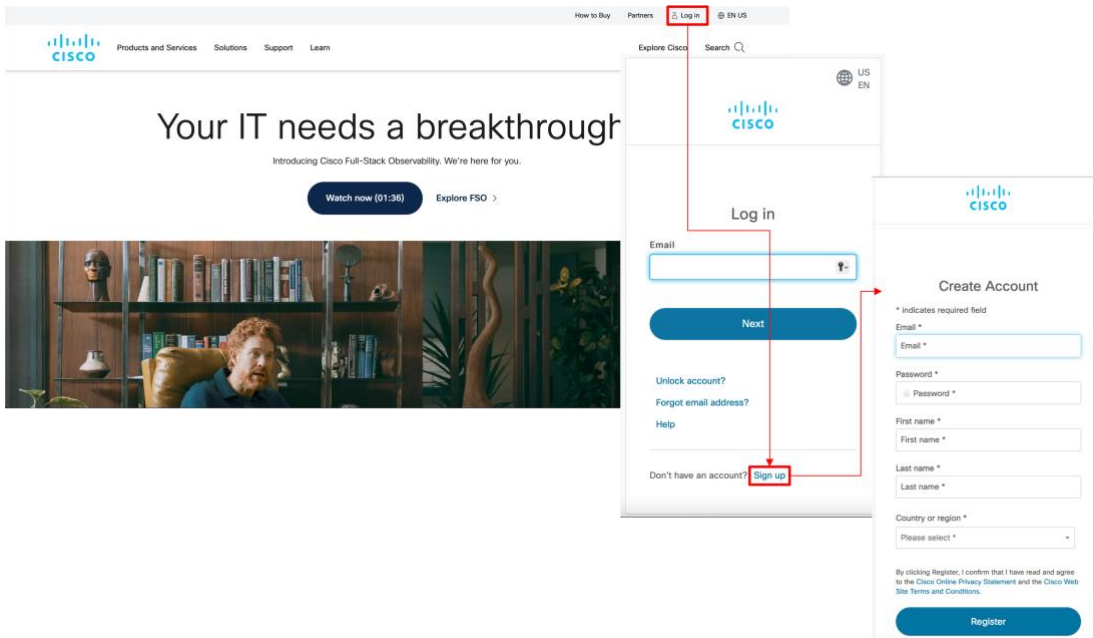 How to Buy Partners Log in EN US
CISCO
Products and Services Solutions Support Learn Explore Cisco Search
Your IT needs a breakthrough
Introducing Cisco Full-Stack Observability. We're here for you.
Watch now (01:36) Explore FSO >
US
EN
CISCO
Log in
Email
Next
Unlock account?
Forgot email address?
Help
Don't have an account? Sign up
CISCO
Create Account
* indicates required field
Email *
Email *
Password *
Password *
First name *
First name *
Last name *
Last name *
Country or region *
Please select *
By clicking Register, I confirm that I have read and agree
to the Cisco Online Privacy Statement and the Cisco Web
Site Terms and Conditions.
Register